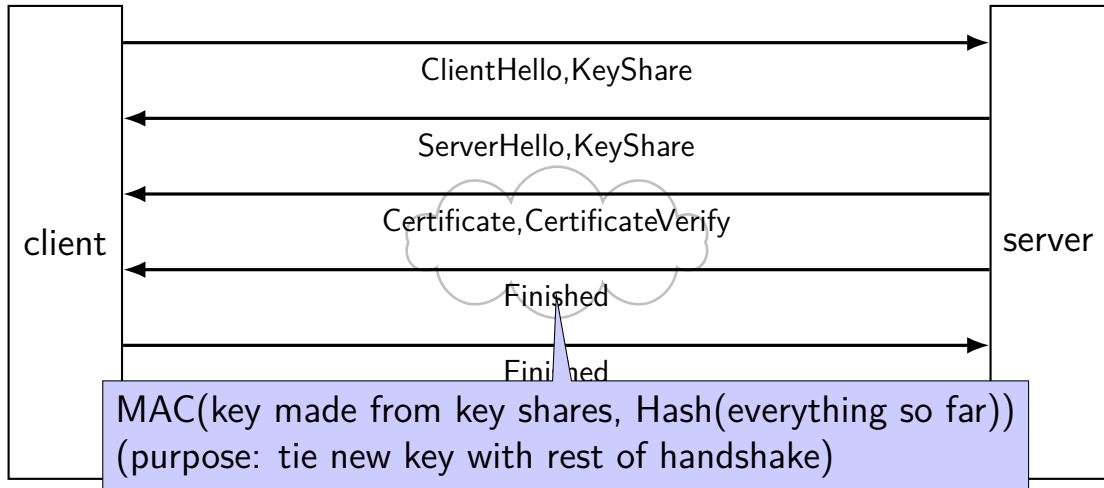 ClientHello,KeyShare
ServerHello,KeyShare
Certificate,CertificateVerify
client
server
Finished
Finished
MAC(key made from key shares, Hash(everything so far))
(purpose: tie new key with rest of handshake)